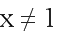 x ≠ 1